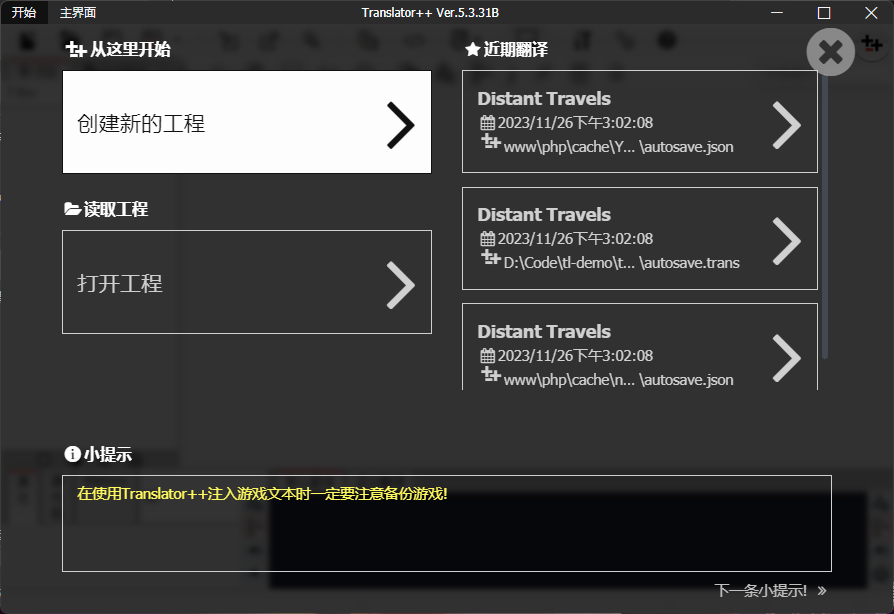 开始 主界面 Translator++ Ver.5.3.31B
从这里开始
创建新的工程
读取工程
打开工程
近期翻译
Distant Travels
2023/11/26下午3:02:08
www\php\cache\Y... \autosave.json
Distant Travels
2023/11/26下午3:02:08
D:\Code\tl-demo\t... \autosave.trans
Distant Travels
2023/11/26下午3:02:08
www\php\cache\n... \autosave.json
小提示
在使用Translator++注入游戏文本时一定要注意备份游戏!
下一条小提示! »